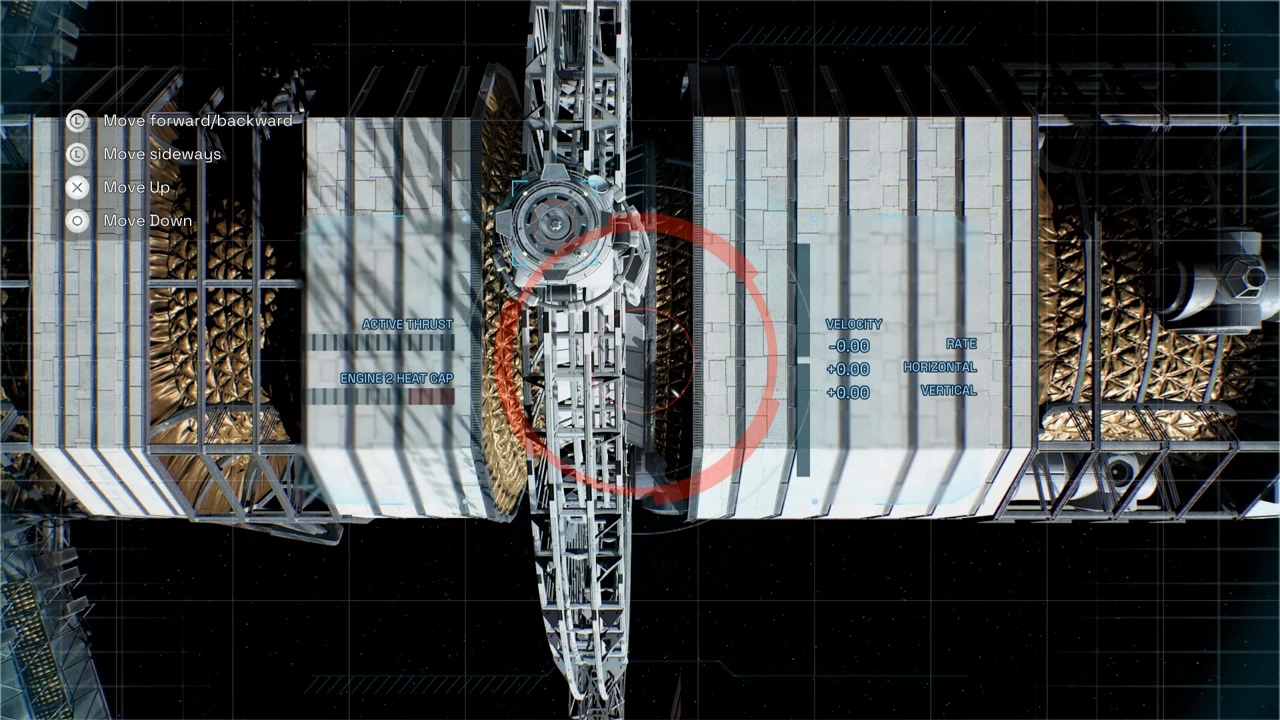 L Move forward/backward
L Move sideways
Move Up
Move Down
ACTIVE THRUST
ENGINE 2 HEAT CAP
VELOCITY
-0.00 RATE
+0.00 HORIZONTAL
+0.00 VERTICAL